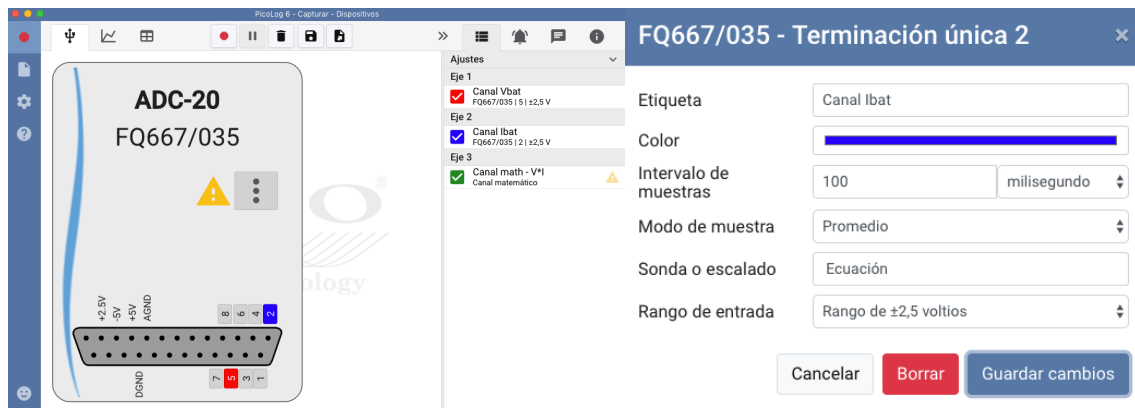 PicoLog 6 - Capturar - Dispositivos
ADC-20
FQ667/035
+2.5V
-5V
+5V
AGND
8
6
4
2
DGND
7
5
3
1
®
ology
Ajustes
Eje 1
Canal Vbat
FQ667/035 | 5 | ±2,5 V
Eje 2
Canal Ibat
FQ667/035 | 2 | ±2,5 V
Eje 3
Canal math - V*I
Canal matemático
FQ667/035 - Terminación única 2
×
Etiqueta
Canal Ibat
Color
Intervalo de
muestras
100
milisegundo
Modo de muestra
Promedio
Sonda o escalado
Ecuación
Rango de entrada
Rango de ±2,5 voltios
Cancelar
Borrar
Guardar cambios